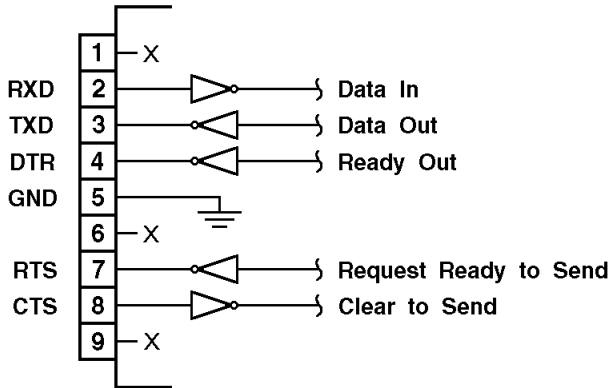 1 X
RXD 2 Data In
TXD 3 Data Out
DTR 4 Ready Out
GND 5
6 X
RTS 7 Request Ready to Send
CTS 8 Clear to Send
9 X